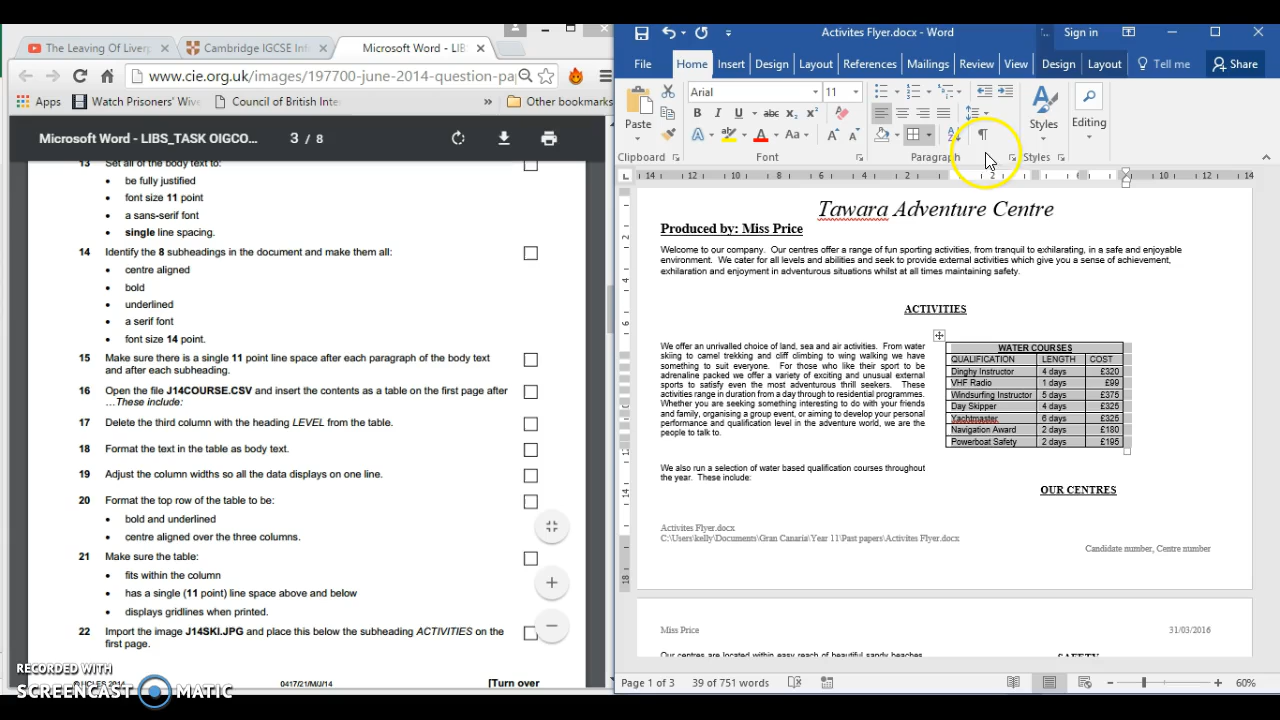 The Leaving Of Liverp
Cambridge IGCSE Int
Microsoft Word - LIB
www.cie.org.uk/images/197700-june-2014-question-pa
Apps
Watch Prisoners' Wive
Council of British Inte
»
Other bookmarks
Microsoft Word - LIBS_TASK OIGCO...
3 / 8
13 Set all of the body text to:
• be fully justified
• font size 11 point
• a sans-serif font
• single line spacing.
14 Identify the 8 subheadings in the document and make them all:
• centre aligned
• bold
• underlined
• a serif font
• font size 14 point.
15 Make sure there is a single 11 point line space after each paragraph of the body text
and after each subheading.
16 Open the file J14COURSE.CSV and insert the contents as a table on the first page after
…These include:
17 Delete the third column with the heading LEVEL from the table.
18 Format the text in the table as body text.
19 Adjust the column widths so all the data displays on one line.
20 Format the top row of the table to be:
• bold and underlined
• centre aligned over the three columns.
21 Make sure the table:
• fits within the column
• has a single (11 point) line space above and below
• displays gridlines when printed.
22 Import the image J14SKI.JPG and place this below the subheading ACTIVITIES on the
first page.
0417/21/M/J/14
[Turn over
RECORDED WITH
SCREENCAST MATIC
Activites Flyer.docx - Word
Sign in
File Home Insert Design Layout References Mailings Review View Design Layout Tell me Share
Paste
Arial
11
B I U abc x₂ x²
A A Aa A A
Styles
Editing
Clipboard Font Paragraph Styles
14 12 10 8 6 4 2 2 10 12 14
Tawara Adventure Centre
Produced by: Miss Price
Welcome to our company. Our centres offer a range of fun sporting activities, from tranquil to exhilarating, in a safe and enjoyable
environment. We cater for all levels and abilities and seek to provide external activities which give you a sense of achievement,
exhilaration and enjoyment in adventurous situations whilst at all times maintaining safety.
ACTIVITIES
We offer an unrivalled choice of land, sea and air activities. From water
skiing to camel trekking and cliff climbing to wing walking we have
something to suit everyone. For those who like their sport to be
adrenaline packed we offer a variety of exciting and unusual external
sports to satisfy even the most adventurous thrill seekers. These
activities range in duration from a day through to residential programmes.
Whether you are seeking something interesting to do with your friends
and family, organising a group event, or aiming to develop your personal
performance and qualification level in the adventure world, we are the
people to talk to.
We also run a selection of water based qualification courses throughout
the year. These include:
WATER COURSES
QUALIFICATION LENGTH COST
Dinghy Instructor 4 days £320
VHF Radio 1 days £99
Windsurfing Instructor 5 days £375
Day Skipper 4 days £325
Yachtmaster 6 days £325
Navigation Award 2 days £180
Powerboat Safety 2 days £195
OUR CENTRES
Activites Flyer.docx
C:\Users\kelly\Documents\Gran Canaria\Year 11\Past papers\Activites Flyer.docx
Candidate number, Centre number
Miss Price
31/03/2016
Our centres are located within easy reach of beautiful sandy beaches
SAFETY
Page 1 of 3 39 of 751 words
60%